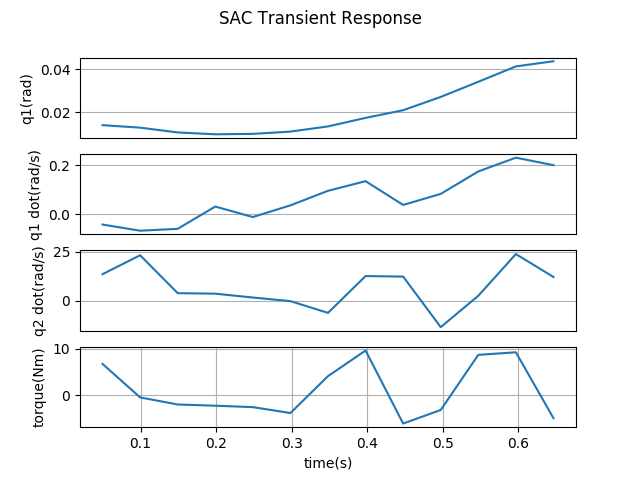 SAC Transient Response
q1(rad)
0.04
0.02
q1 dot(rad/s)
0.2
0.0
q2 dot(rad/s)
25
0
torque(Nm)
10
0
0.1 0.2 0.3 0.4 0.5 0.6
time(s)